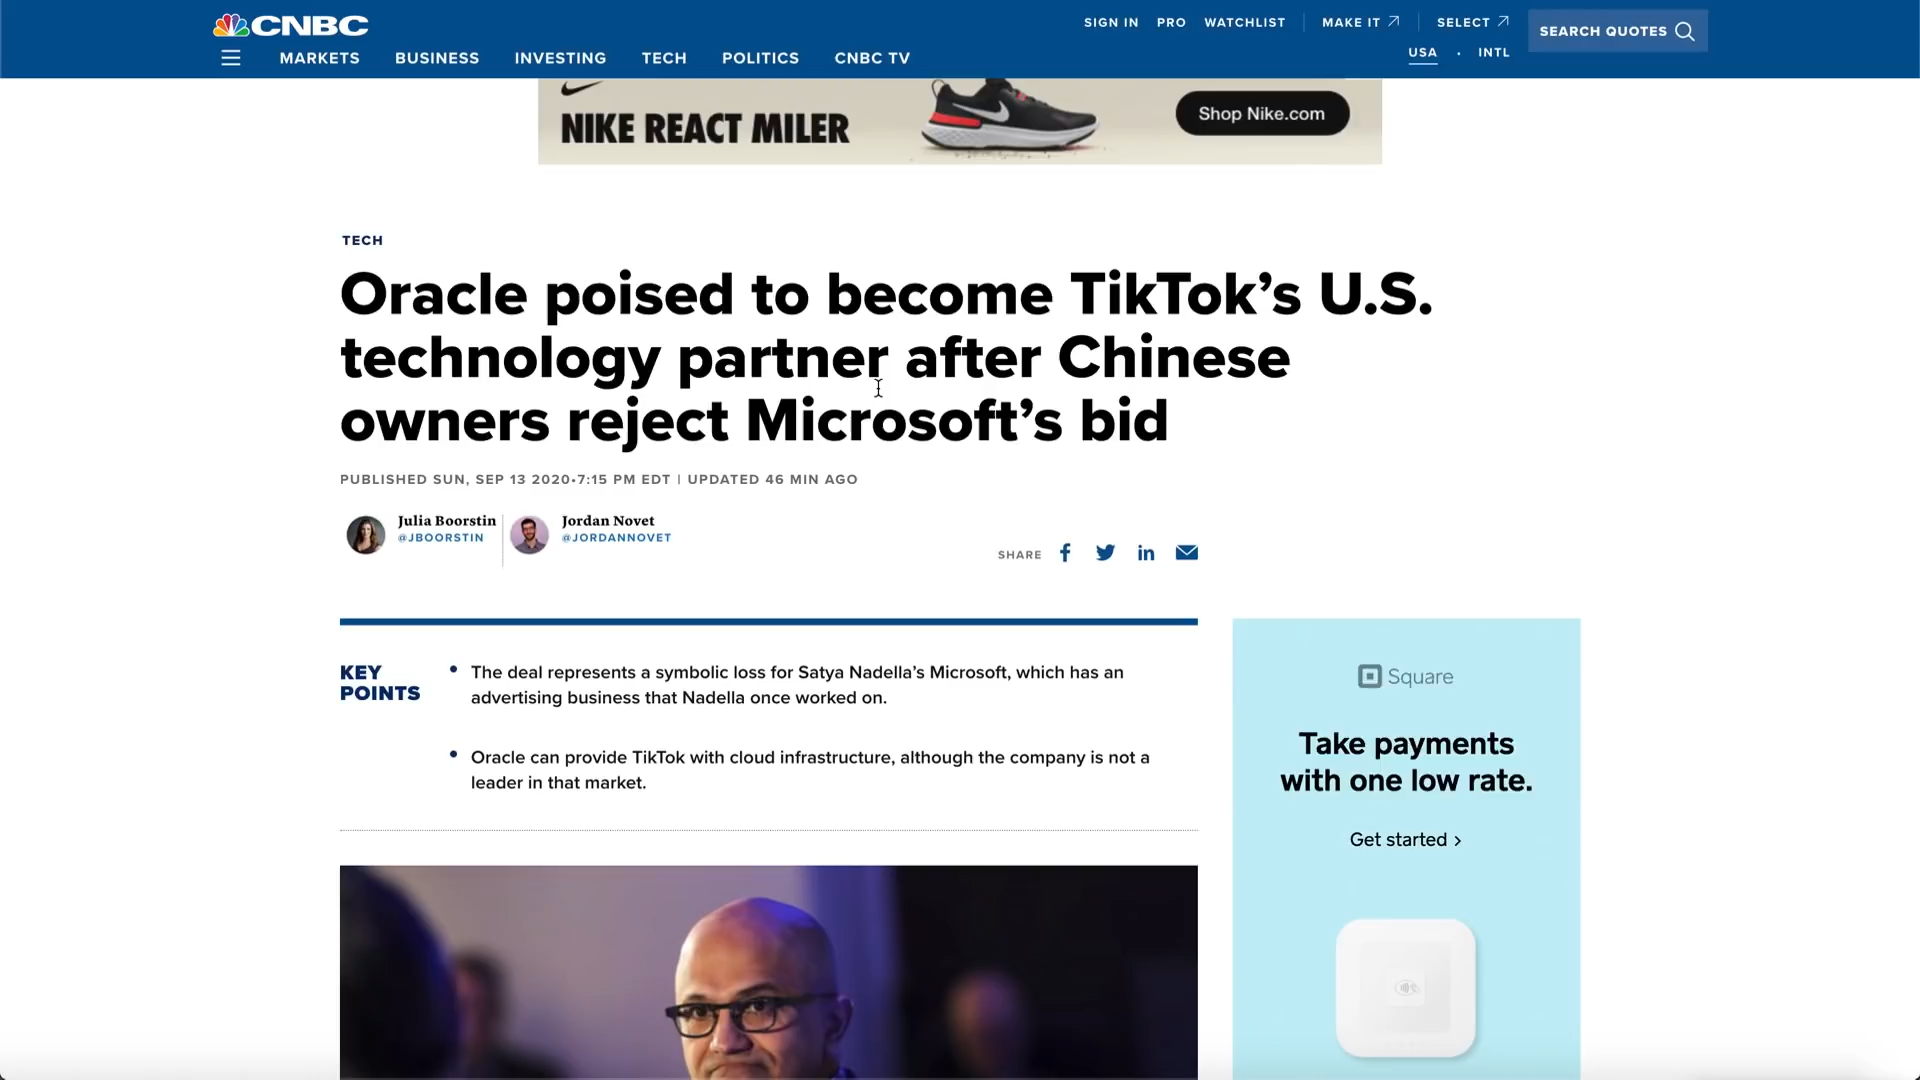 CNBC
SIGN IN
PRO
WATCHLIST
MAKE IT
SELECT
USA
·
INTL
SEARCH QUOTES
MARKETS
BUSINESS
INVESTING
TECH
POLITICS
CNBC TV
NIKE REACT MILER
Shop Nike.com
TECH
Oracle poised to become TikTok’s U.S.
technology partner after Chinese
owners reject Microsoft’s bid
PUBLISHED SUN, SEP 13 2020•7:15 PM EDT | UPDATED 46 MIN AGO
Julia Boorstin
@JBOORSTIN
Jordan Novet
@JORDANNOVET
SHARE
KEY
POINTS
• The deal represents a symbolic loss for Satya Nadella’s Microsoft, which has an
advertising business that Nadella once worked on.
• Oracle can provide TikTok with cloud infrastructure, although the company is not a
leader in that market.
Square
Take payments
with one low rate.
Get started ›